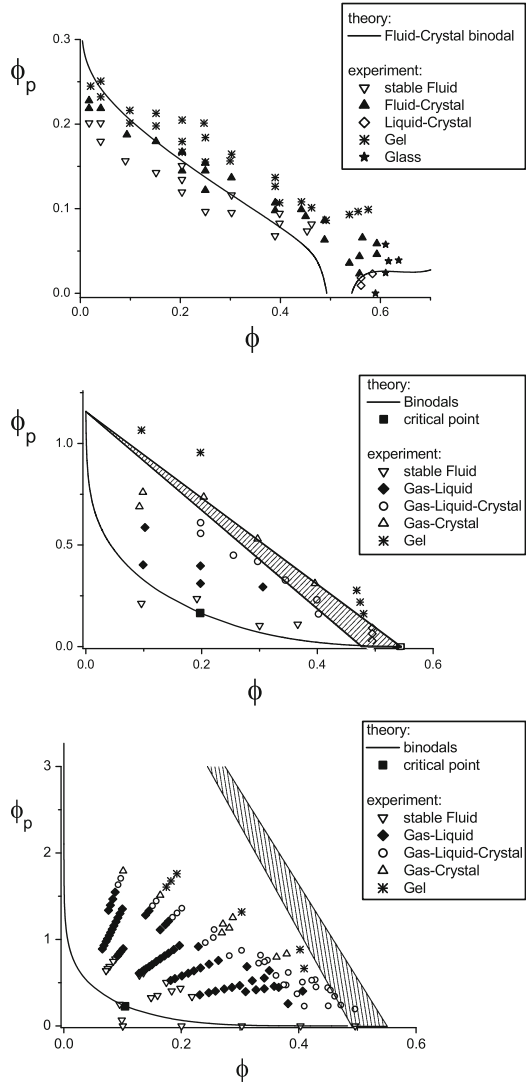 theory:
Fluid-Crystal binodal
experiment:
stable Fluid
Fluid-Crystal
Liquid-Crystal
Gel
Glass
ϕp
0.3
0.2
0.1
0.0
0.0 0.2 0.4 0.6
ϕ
theory:
Binodals
critical point
experiment:
stable Fluid
Gas-Liquid
Gas-Liquid-Crystal
Gas-Crystal
Gel
ϕp
1.0
0.5
0.0
0.0 0.2 0.4 0.6
ϕ
theory:
binodals
critical point
experiment:
stable Fluid
Gas-Liquid
Gas-Liquid-Crystal
Gas-Crystal
Gel
ϕp
3
2
1
0
0.0 0.2 0.4 0.6
ϕ